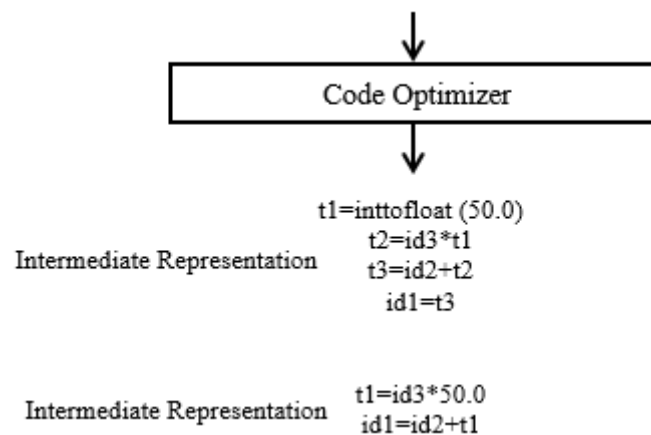 Code Optimizer
t1=inttofloat (50.0)
t2=id3*t1
Intermediate Representation
t3=id2+t2
id1=t3
t1=id3*50.0
Intermediate Representation
id1=id2+t1